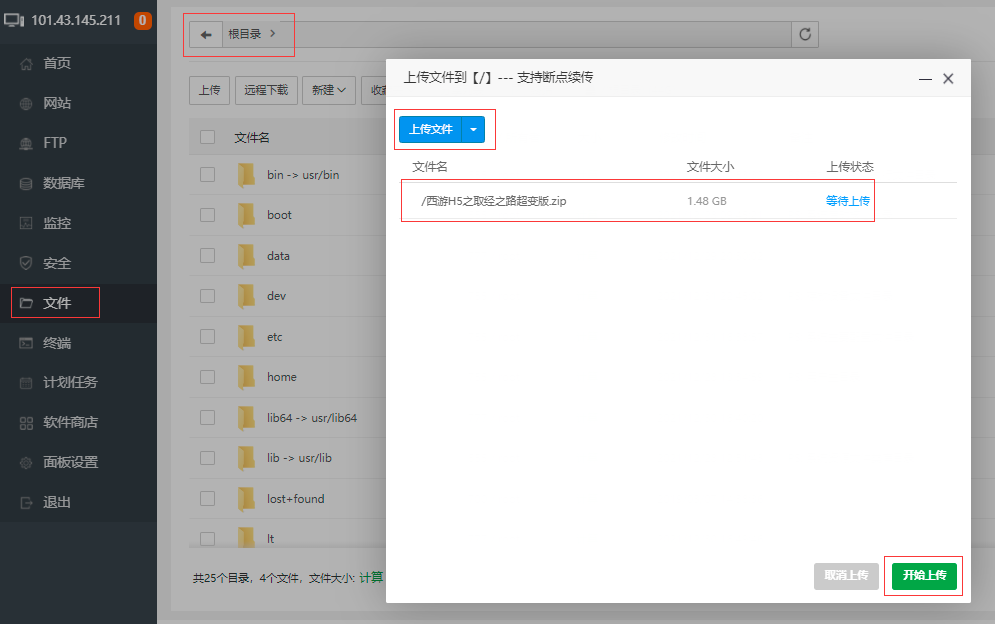 101.43.145.211 0
首页
网站
FTP
数据库
监控
安全
文件
终端
计划任务
软件商店
面板设置
退出
根目录
上传 远程下载 新建
文件名
bin -> usr/bin
boot
data
dev
etc
home
lib64 -> usr/lib64
lib -> usr/lib
lost+found
lt
共25个目录，4个文件，文件大小: 计算
上传文件到【/】--- 支持断点续传
上传文件
文件名 文件大小 上传状态
/西游H5之取经之路超变版.zip 1.48 GB 等待上传
取消上传 开始上传